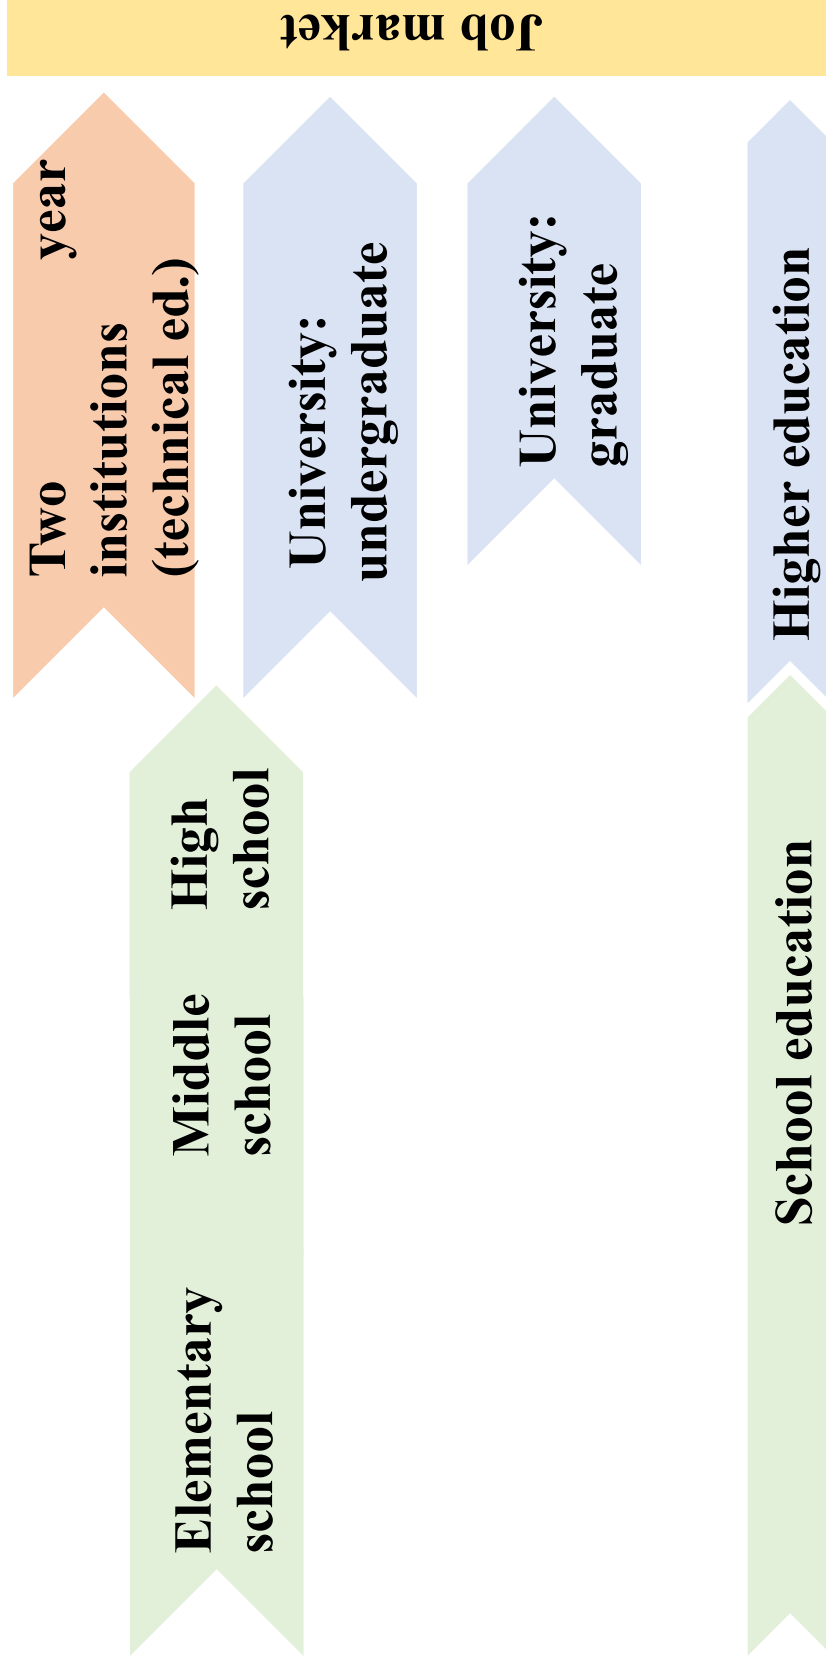 Elementary
school
Middle
school
High
school
Two year
institutions
(technical ed.)
University:
undergraduate
University:
graduate
School education
Higher education
Job market